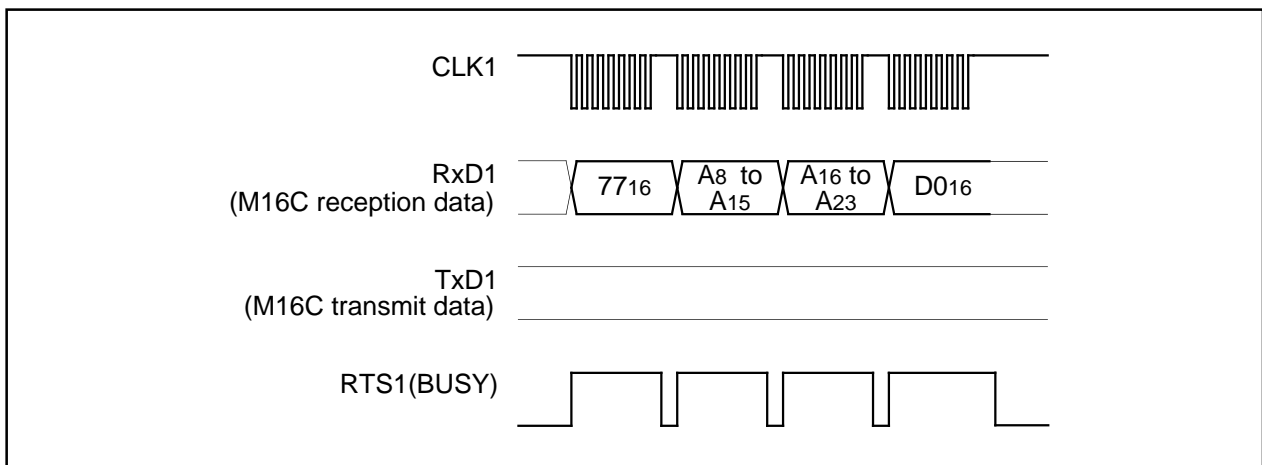 CLK1
RxD1
(M16C reception data)
7716
A8 to
A15
A16 to
A23
D016
TxD1
(M16C transmit data)
RTS1(BUSY)